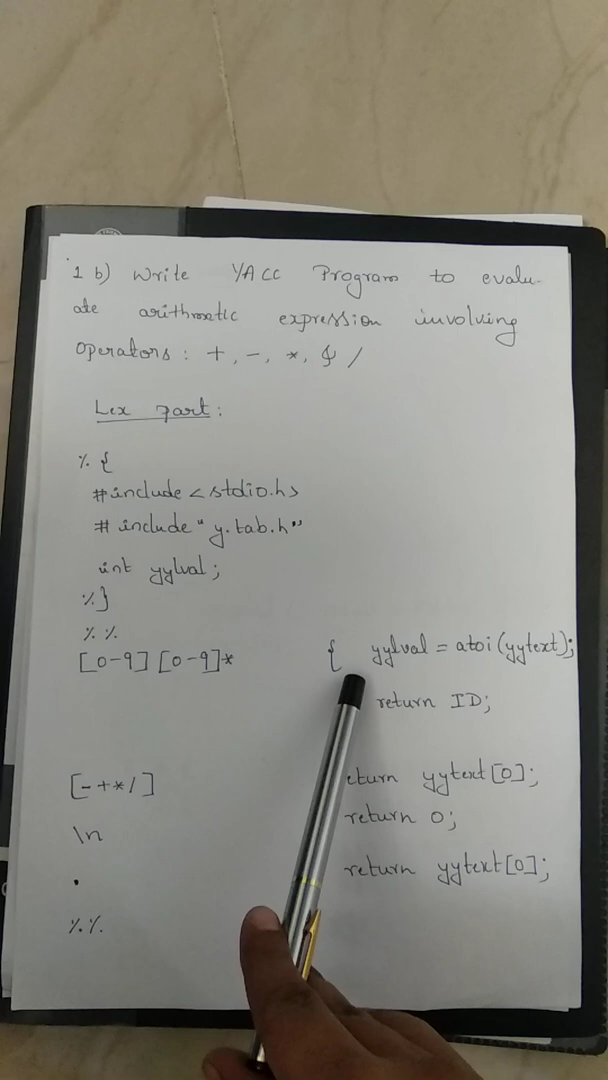 1 b) Write YACC Program to evalu-
ate arithmatic expression involving
operators : +, -, *, & /
Lex part :
%{
#include <stdio.h>
# include "y.tab.h"
int yylval;
%}
%%
[0-9] [0-9]* { yylval = atoi (yytext);
return ID;
[-+*/] eturn yytext[0];
\n return 0;
. return yytext[0];
%%